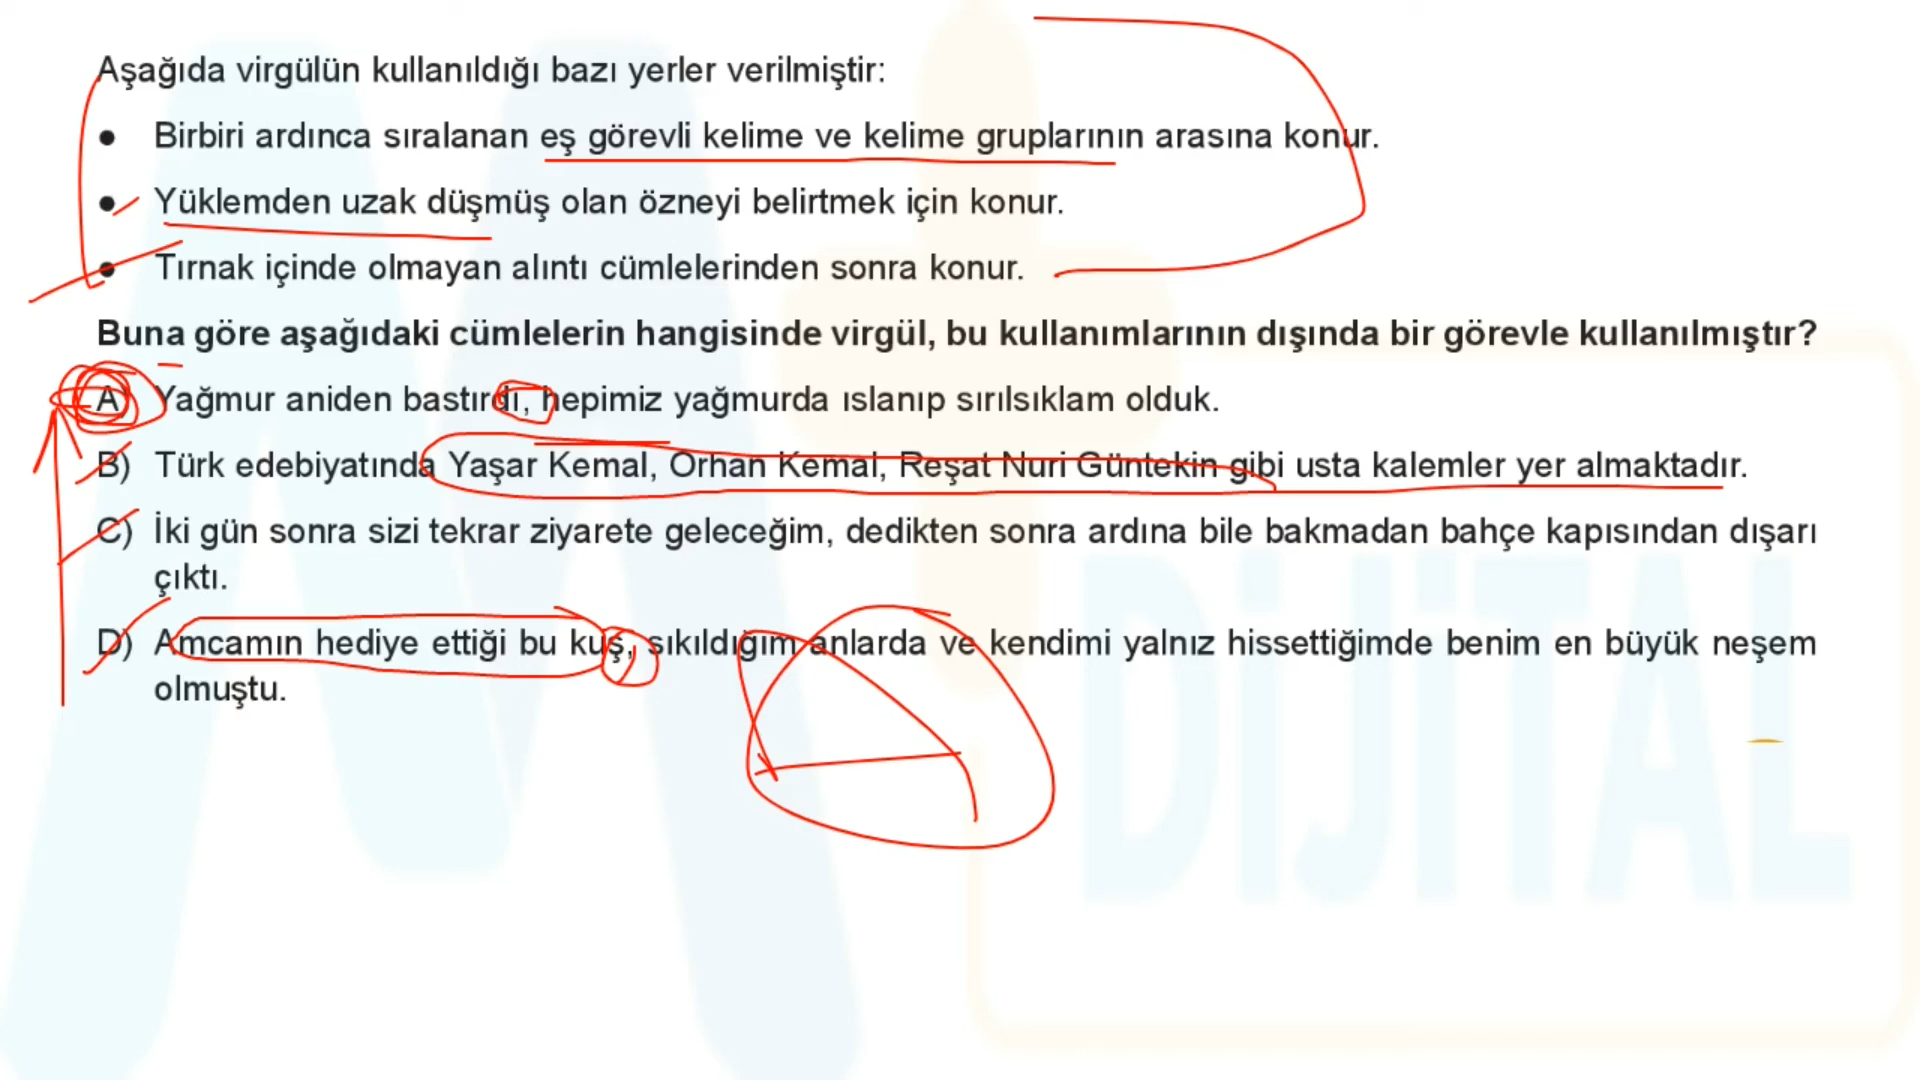 Aşağıda virgülün kullanıldığı bazı yerler verilmiştir:
● Birbiri ardınca sıralanan eş görevli kelime ve kelime gruplarının arasına konur.
● Yüklemden uzak düşmüş olan özneyi belirtmek için konur.
● Tırnak içinde olmayan alıntı cümlelerinden sonra konur.
Buna göre aşağıdaki cümlelerin hangisinde virgül, bu kullanımlarının dışında bir görevle kullanılmıştır?
A) Yağmur aniden bastırdı, hepimiz yağmurda ıslanıp sırılsıklam olduk.
B) Türk edebiyatında Yaşar Kemal, Orhan Kemal, Reşat Nuri Güntekin gibi usta kalemler yer almaktadır.
C) İki gün sonra sizi tekrar ziyarete geleceğim, dedikten sonra ardına bile bakmadan bahçe kapısından dışarı
çıktı.
D) Amcamın hediye ettiği bu kuş, sıkıldığım anlarda ve kendimi yalnız hissettiğimde benim en büyük neşem
olmuştu.
DİJİTAL